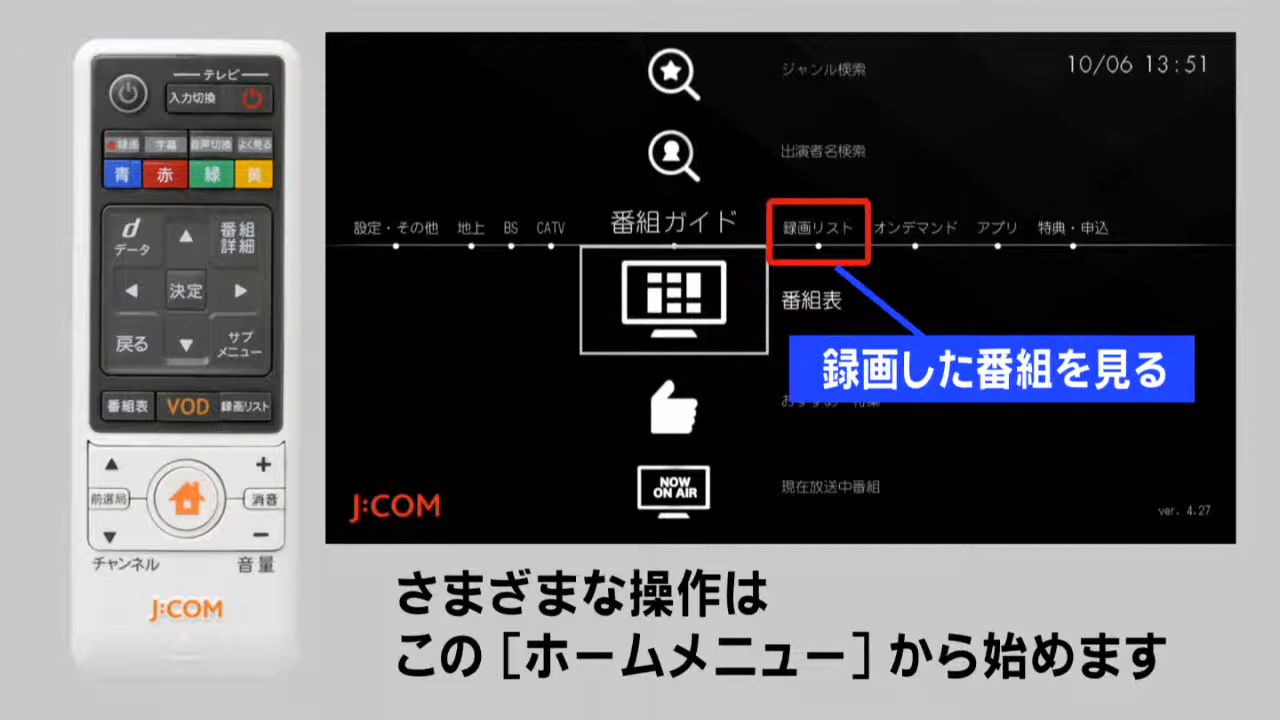 テレビ
入力切換
録画 字幕 音声切換 よく見る
青 赤 緑 黄
d
データ
番組
詳細
決定
戻る
サブ
メニュー
番組表 VOD 録画リスト
前選局
消音
チャンネル
音量
J:COM
10/06 13:51
ジャンル検索
出演者名検索
設定・その他 地上 BS CATV 番組ガイド 録画リスト オンデマンド アプリ 特典・申込
番組表
録画した番組を見る
NOW
ON AIR
現在放送中番組
J:COM
ver. 4.27
さまざまな操作は
この［ホームメニュー］から始めます